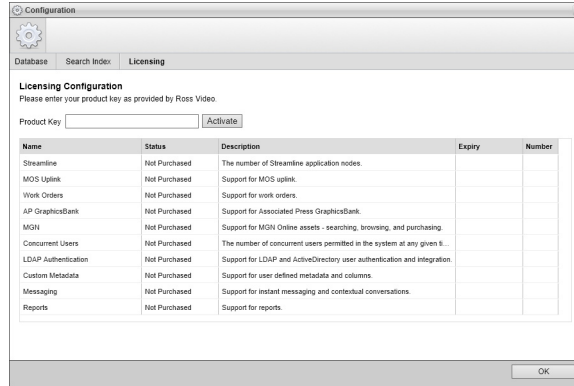 Configuration
Database Search Index Licensing
Licensing Configuration
Please enter your product key as provided by Ross Video.
Product Key Activate
Name Status Description Expiry Number
Streamline Not Purchased The number of Streamline application nodes.
MOS Uplink Not Purchased Support for MOS uplink.
Work Orders Not Purchased Support for work orders.
AP GraphicsBank Not Purchased Support for Associated Press GraphicsBank.
MGN Not Purchased Support for MGN Online assets - searching, browsing, and purchasing.
Concurrent Users Not Purchased The number of concurrent users permitted in the system at any given ti...
LDAP Authentication Not Purchased Support for LDAP and ActiveDirectory user authentication and integration.
Custom Metadata Not Purchased Support for user defined metadata and columns.
Messaging Not Purchased Support for instant messaging and contextual conversations.
Reports Not Purchased Support for reports.
OK